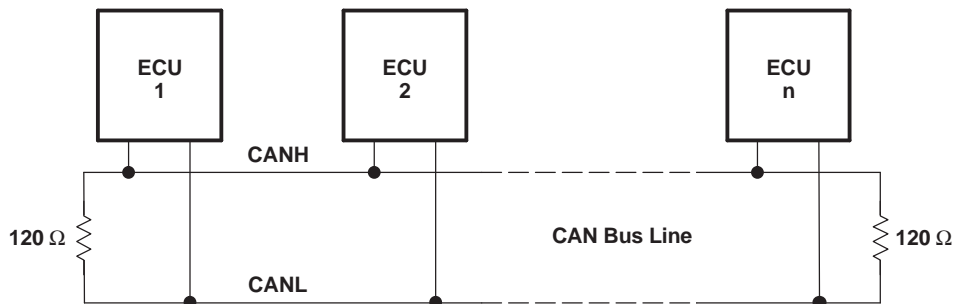 ECU
1
ECU
2
ECU
n
CANH
120 Ω
CAN Bus Line
120 Ω
CANL